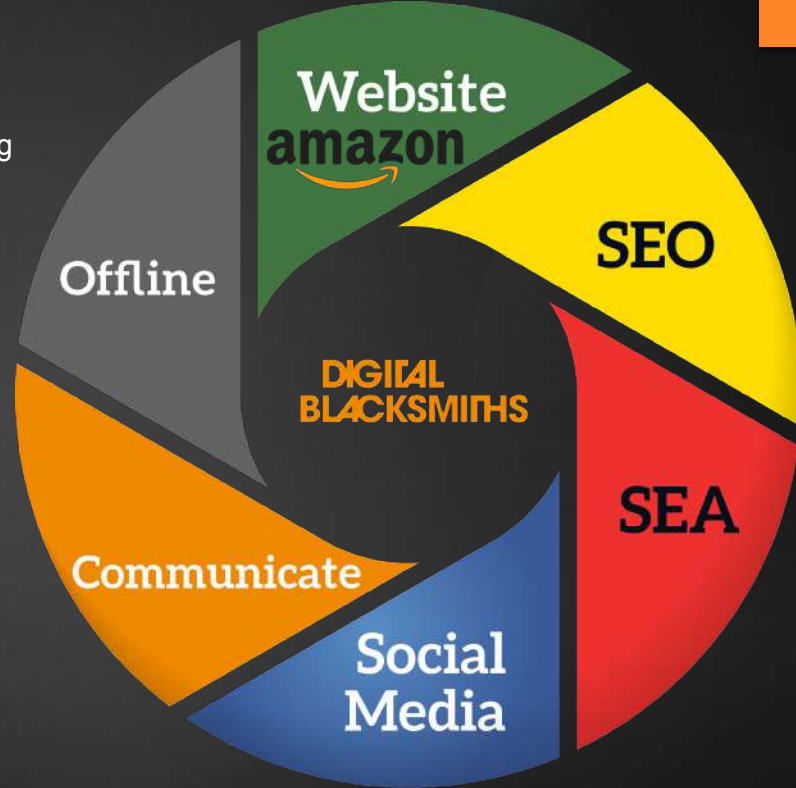 Website
amazon
g
Offline
SEO
DIGITAL
BLACKSMITHS
SEA
Communicate
Social
Media